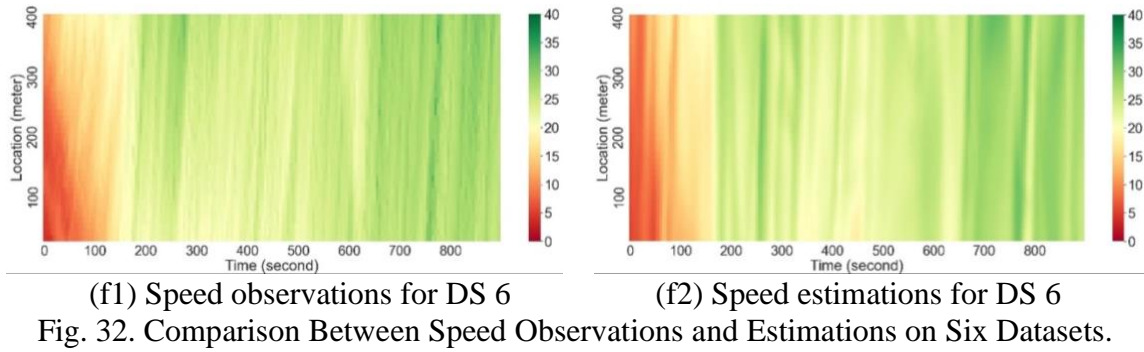 400
300
200
100
Location (meter)
0 100 200 300 400 500 600 700 800
Time (second)
40
35
30
25
20
15
10
5
0
400
300
200
100
Location (meter)
0 100 200 300 400 500 600 700 800
Time (second)
40
35
30
25
20
15
10
5
0
(f1) Speed observations for DS 6
(f2) Speed estimations for DS 6
Fig. 32. Comparison Between Speed Observations and Estimations on Six Datasets.